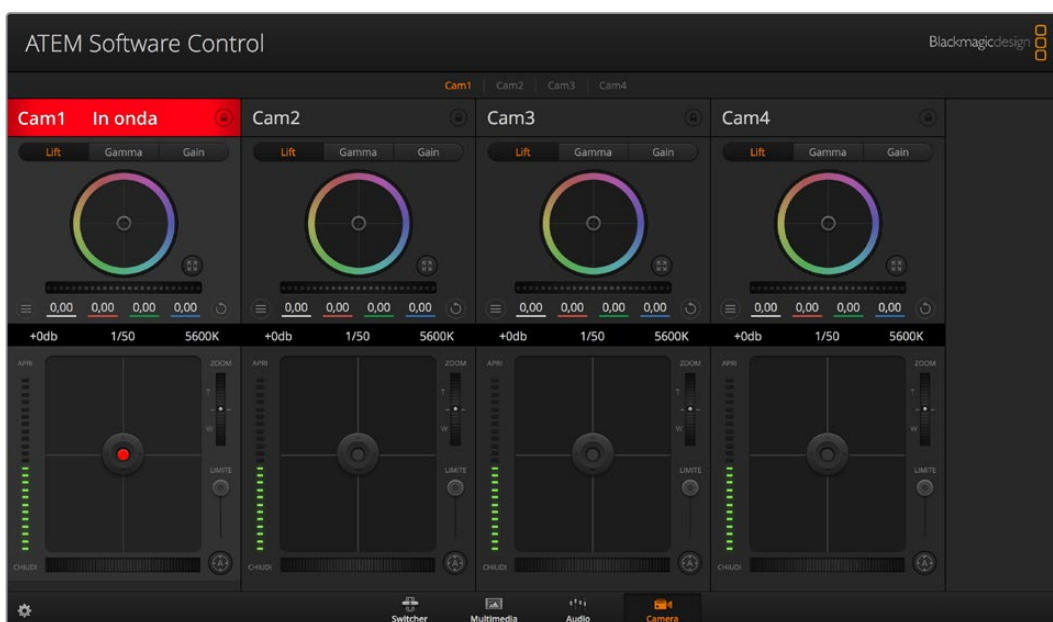 ATEM Software Control
Blackmagicdesign
Cam1 Cam2 Cam3 Cam4
Cam1 In onda Cam2 Cam3 Cam4
Lift Gamma Gain Lift Gamma Gain Lift Gamma Gain Lift Gamma Gain
0,00 0,00 0,00 0,00 0,00 0,00 0,00 0,00 0,00 0,00 0,00 0,00 0,00 0,00 0,00 0,00
+0db 1/50 5600K +0db 1/50 5600K +0db 1/50 5600K +0db 1/50 5600K
APRI ZOOM APRI ZOOM APRI ZOOM APRI ZOOM
T T T T
W W W W
LIMITE LIMITE LIMITE LIMITE
CHIUDI A CHIUDI A CHIUDI A CHIUDI A
Switcher Multimedia Audio Camera